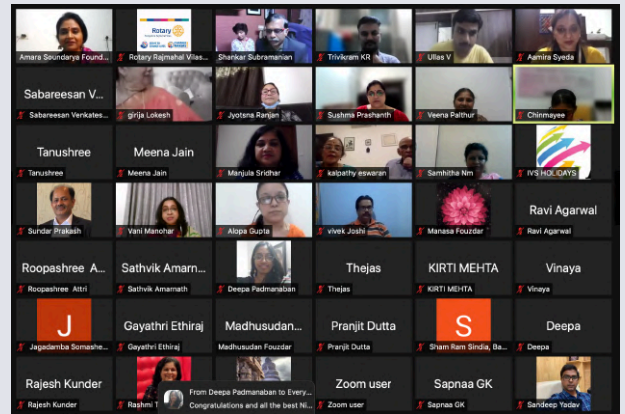 Rotary
Amara Soundarya Found...
Rotary Rajmahal Vilas...
Shankar Subramanian
Trivikram KR
Ullas V
Aamira Syeda
Sabareesan V...
Sabareesan Venkates...
girija Lokesh
Jyotsna Ranjan
Sushma Prashanth
Veena Palthur
Chinmayee
Tanushree
Tanushree
Meena Jain
Meena Jain
Manjula Sridhar
kalpathy eswaran
Samhitha Nm
IVS HOLIDAYS
Sundar Prakash
Vani Manohar
Alopa Gupta
vivek Joshi
Manasa Fouzdar
Ravi Agarwal
Ravi Agarwal
Roopashree A...
Roopashree Attri
Sathvik Amarn...
Sathvik Amarnath
Deepa Padmanaban
Thejas
Thejas
KIRTI MEHTA
KIRTI MEHTA
Vinaya
Vinaya
J
Jagadamba Somashe...
Gayathri Ethiraj
Gayathri Ethiraj
Madhusudan...
Madhusudan Fouzdar
Pranjit Dutta
Pranjit Dutta
S
Sham Ram Sindia, Ba...
Deepa
Deepa
Rajesh Kunder
Rajesh Kunder
Rashmi T
From Deepa Padmanaban to Every...
Congratulations and all the best Ni...
Zoom user
Zoom user
Sapnaa GK
Sapnaa GK
Sandeep Yadav